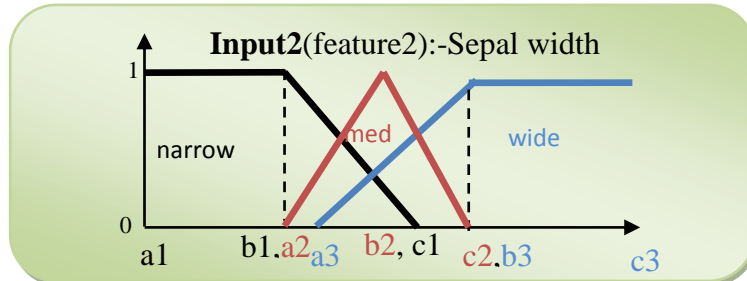 Input2(feature2):-Sepal width
1
narrow
med
wide
0
a1
b1,a2
a3
b2, c1
c2,b3
c3